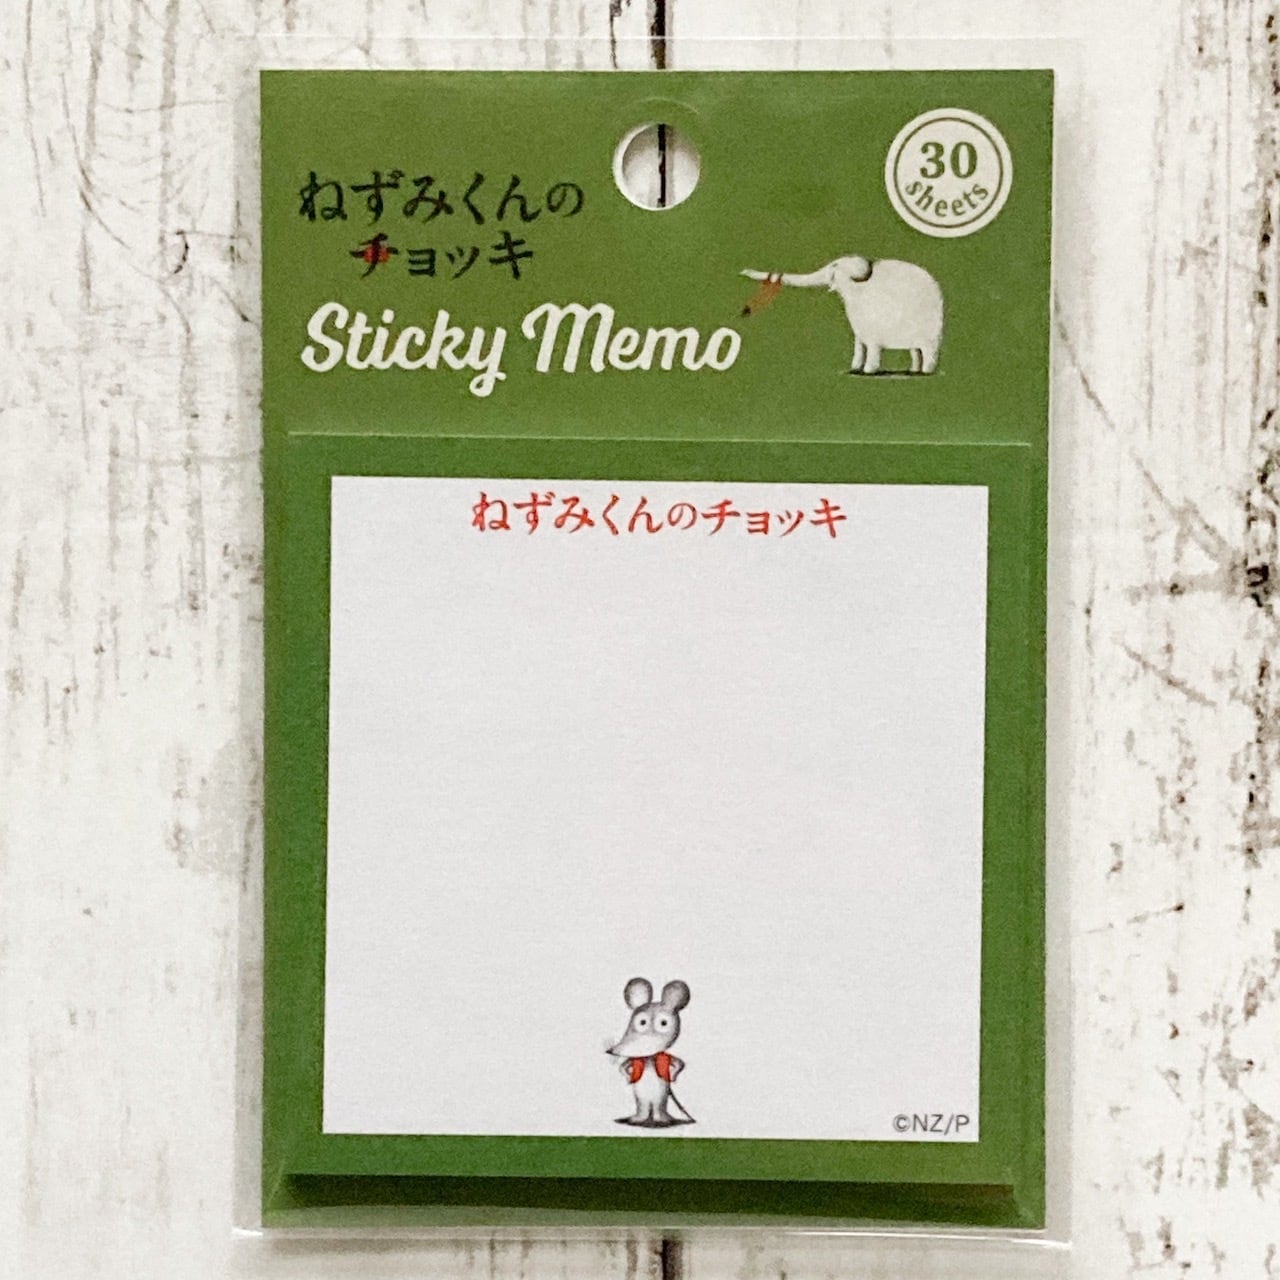 30
sheets
ねずみくんの
チョッキ
Sticky Memo
ねずみくんのチョッキ
©NZ/P